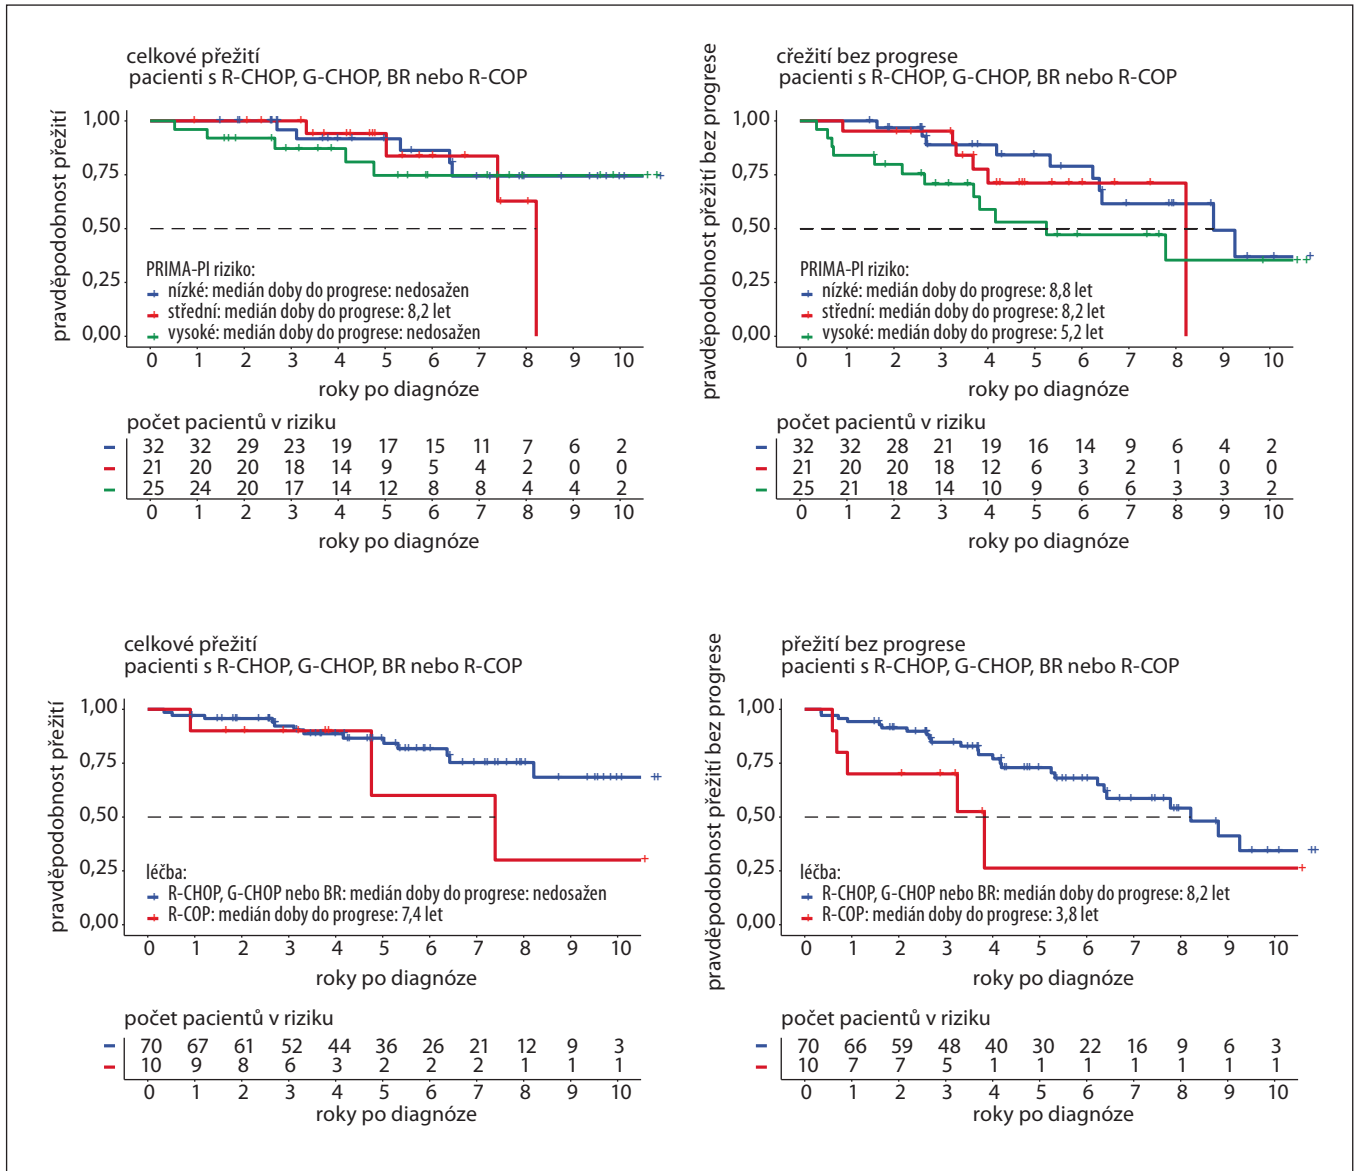 celkové přežití
pacienti s R-CHOP, G-CHOP, BR nebo R-COP
pravděpodobnost přežití
1,00
0,75
0,50
0,25
0,00
PRIMA-PI riziko:
nízké: medián doby do progrese: nedosažen
střední: medián doby do progrese: 8,2 let
vysoké: medián doby do progrese: nedosažen
0 1 2 3 4 5 6 7 8 9 10
roky po diagnóze
počet pacientů v riziku
32 32 29 23 19 17 15 11 7 6 2
21 20 20 18 14 9 5 4 2 0 0
25 24 20 17 14 12 8 8 4 4 2
0 1 2 3 4 5 6 7 8 9 10
roky po diagnóze
cřežití bez progrese
pacienti s R-CHOP, G-CHOP, BR nebo R-COP
pravděpodobnost přežití bez progrese
1,00
0,75
0,50
0,25
0,00
PRIMA-PI riziko:
nízké: medián doby do progrese: 8,8 let
střední: medián doby do progrese: 8,2 let
vysoké: medián doby do progrese: 5,2 let
0 1 2 3 4 5 6 7 8 9 10
roky po diagnóze
počet pacientů v riziku
32 32 28 21 19 16 14 9 6 4 2
21 20 20 18 12 6 3 2 1 0 0
25 21 18 14 10 9 6 6 3 3 2
0 1 2 3 4 5 6 7 8 9 10
roky po diagnóze
celkové přežití
pacienti s R-CHOP, G-CHOP, BR nebo R-COP
pravděpodobnost přežití
1,00
0,75
0,50
0,25
0,00
léčba:
R-CHOP, G-CHOP nebo BR: medián doby do progrese: nedosažen
R-COP: medián doby do progrese: 7,4 let
0 1 2 3 4 5 6 7 8 9 10
roky po diagnóze
počet pacientů v riziku
70 67 61 52 44 36 26 21 12 9 3
10 9 8 6 3 2 2 2 1 1 1
0 1 2 3 4 5 6 7 8 9 10
roky po diagnóze
přežití bez progrese
pacienti s R-CHOP, G-CHOP, BR nebo R-COP
pravděpodobnost přežití bez progrese
1,00
0,75
0,50
0,25
0,00
léčba:
R-CHOP, G-CHOP nebo BR: medián doby do progrese: 8,2 let
R-COP: medián doby do progrese: 3,8 let
0 1 2 3 4 5 6 7 8 9 10
roky po diagnóze
počet pacientů v riziku
70 66 59 48 40 30 22 16 9 6 3
10 7 7 5 1 1 1 1 1 1 1
0 1 2 3 4 5 6 7 8 9 10
roky po diagnóze